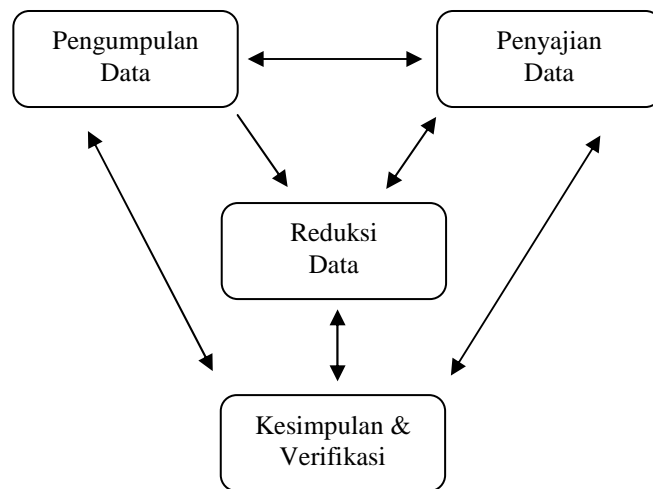 Pengumpulan
Data
Penyajian
Data
Reduksi
Data
Kesimpulan &
Verifikasi